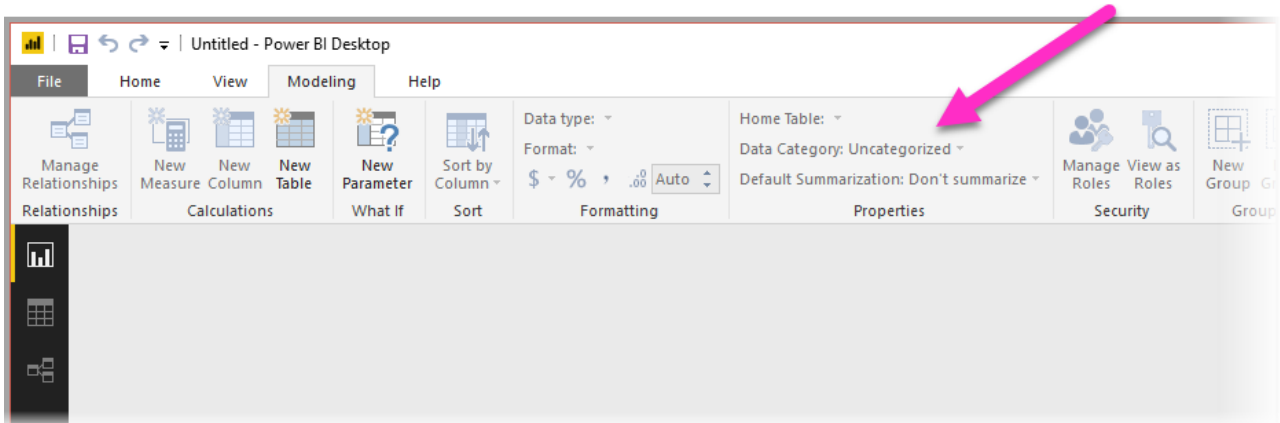 Untitled - Power BI Desktop
File Home View Modeling Help
Manage Relationships
New Measure
New Column
New Table
New Parameter
Sort by Column
Data type:
Format:
$ % , .00 Auto
Home Table:
Data Category: Uncategorized
Default Summarization: Don't summarize
Manage Roles
View as Roles
New Group
Relationships Calculations What If Sort Formatting Properties Security Group